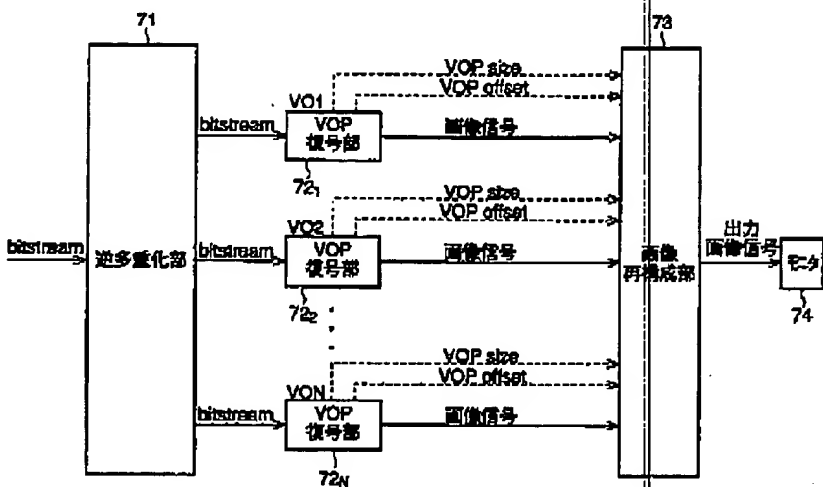 71
73
VOP size
VOP offset
VO1
bitstream
VOP
復号部
画像信号
72₁
VOP size
VOP offset
VO2
bitstream
逆多重化部
bitstream
VOP
復号部
画像信号
画像
再構成部
出力
画像信号
モニタ
74
72₂
VOP size
VOP offset
VON
bitstream
VOP
復号部
画像信号
72N